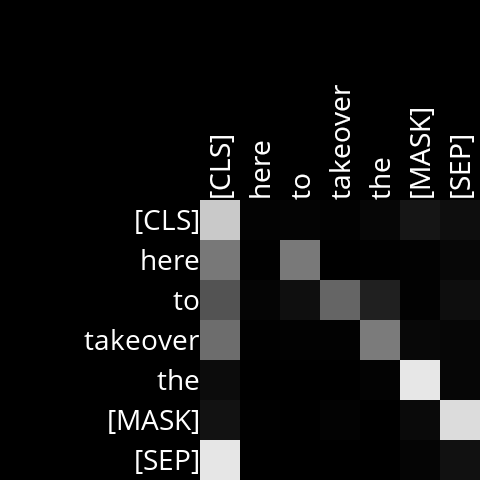 [CLS] here to takeover the [MASK] [SEP]
[CLS]
here
to
takeover
the
[MASK]
[SEP]